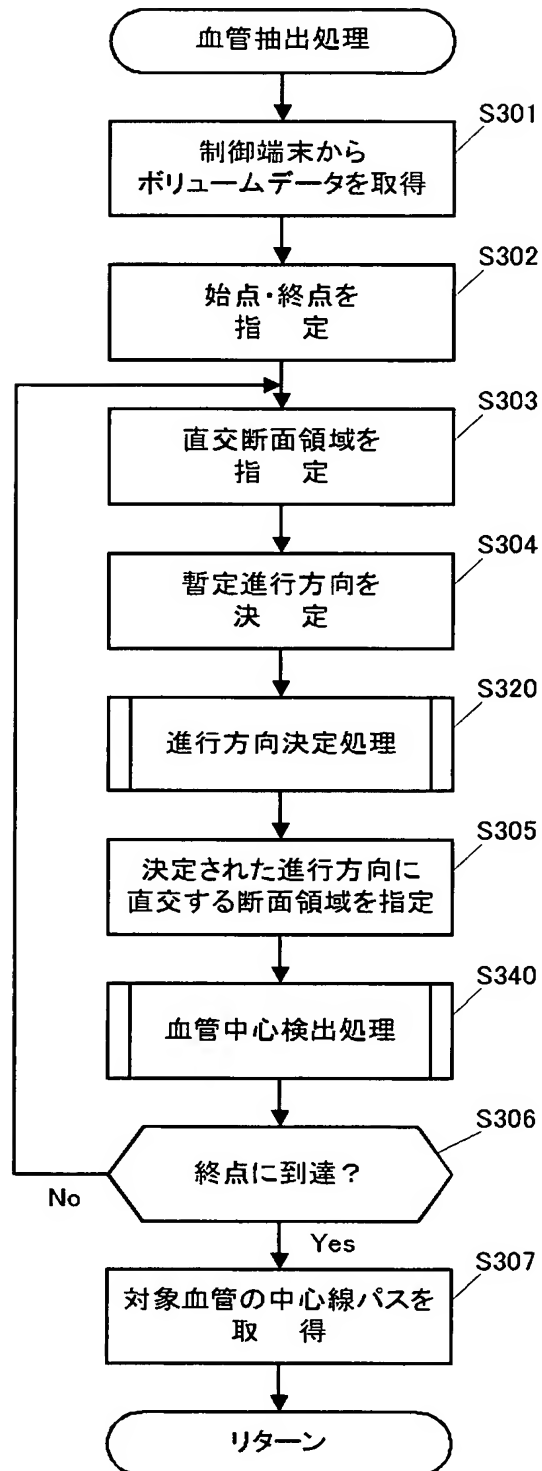 血管抽出処理
S301
制御端末から
ボリュームデータを取得
S302
始点・終点を
指 定
S303
直交断面領域を
指 定
S304
暫定進行方向を
決 定
S320
進行方向決定処理
S305
決定された進行方向に
直交する断面領域を指定
S340
血管中心検出処理
S306
終点に到達?
No
Yes
S307
対象血管の中心線パスを
取 得
リターン